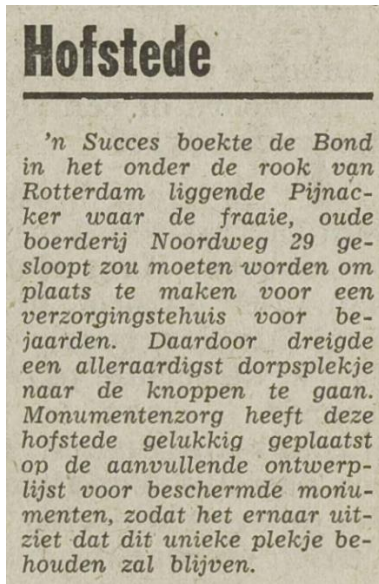 Hofstede
'n Succes boekte de Bond
in het onder de rook van
Rotterdam liggende Pijnac-
ker waar de fraaie, oude
boerderij Noordweg 29 ge-
sloopt zou moeten worden om
plaats te maken voor een
verzorgingstehuis voor be-
jaarden. Daardoor dreigde
een alleraardigst dorpsplekje
naar de knoppen te gaan.
Monumentenzorg heeft deze
hofstede gelukkig geplaatst
op de aanvullende ontwerp-
lijst voor beschermde monu-
menten, zodat het ernaar uit-
ziet dat dit unieke plekje be-
houden zal blijven.